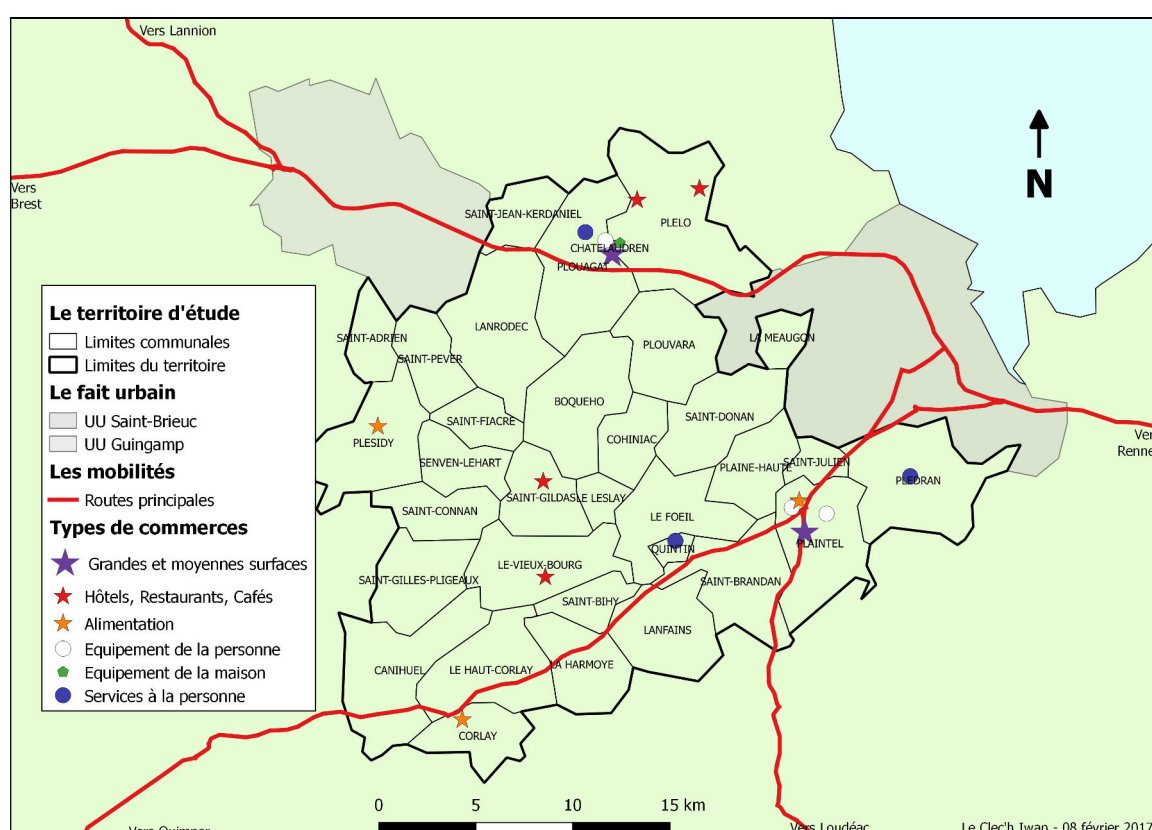 Vers Lannion
Vers
Brest
N
SAINT-JEAN-KERDANIEL
PLELO
CHATELAUDREN
PLOUAGAT
Le territoire d'étude
Limites communales
Limites du territoire
Le fait urbain
UU Saint-Brieuc
UU Guingamp
Les mobilités
Routes principales
Types de commerces
Grandes et moyennes surfaces
Hôtels, Restaurants, Cafés
Alimentation
Equipement de la personne
Equipement de la maison
Services à la personne
LANRODEC
SAINT-ADRIEN
PLOUVARA
LA MEAUGON
SAINT-PEVER
BOQUEHO
SAINT-FIACRE
SAINT-DONAN
PLESIDY
COHINIAC
Ver
Renne
SENVEN-LEHART
PLAINE-HAUTE
SAINT-JULIEN
PLEDRAN
SAINT-GILDAS
LE LESLAY
SAINT-CONNAN
LE FOEIL
QUINTIN
PLAINTEL
LE-VIEUX-BOURG
SAINT-GILLES-PLIGEAUX
SAINT-BRANDAN
SAINT-BIHY
LANFAINS
CANIHUEL
LE HAUT-CORLAY
LA HARMOYE
CORLAY
0 5 10 15 km
Vers Quimper
Vers Loudéac
Le Clec'h Iwan - 08 février 2017